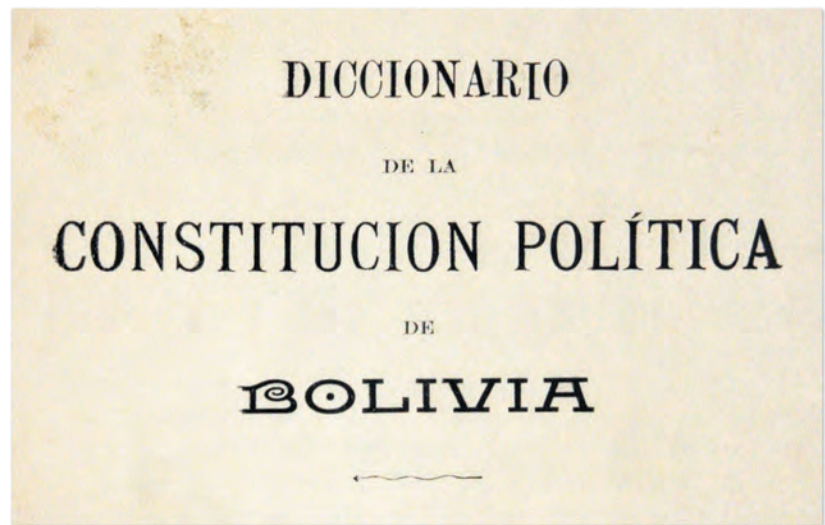 DICCIONARIO
DE LA
CONSTITUCION POLÍTICA
DE
BOLIVIA